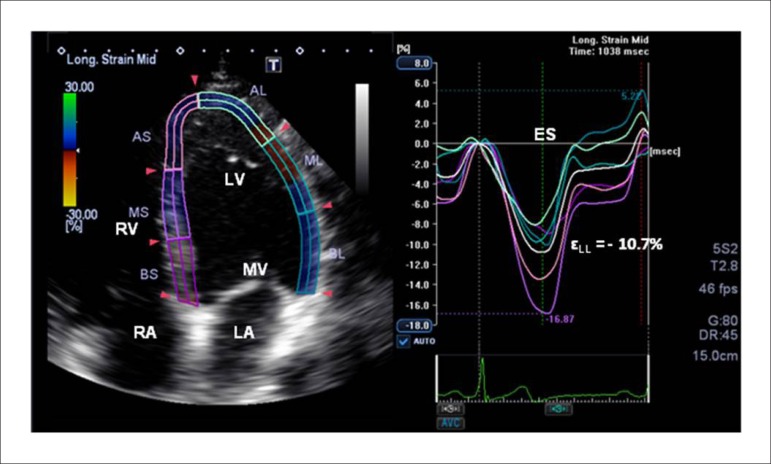 Long. Strain Mid
T
30.00
-30.00
[%]
AS
AL
ML
MS
BS
BL
LV
RV
MV
RA
LA
Long. Strain Mid
Time: 1038 msec
[%]
8.0
8.0
6.0
4.0
2.0
0.0
-2.0
-4.0
-6.0
-8.0
-10.0
-12.0
-14.0
-16.0
-18.0
AUTO
ES
[msec]
εLL = - 10.7%
-16.87
5S2
T2.8
46 fps
G:80
DR:45
15.0cm
AVC